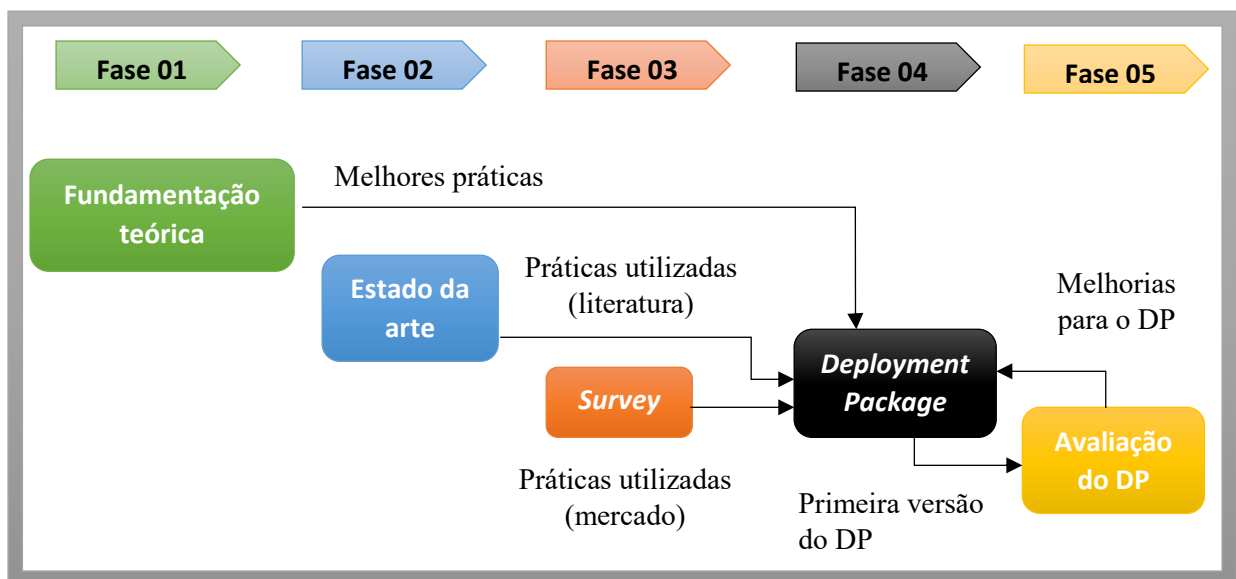 Fase 01
Fase 02
Fase 03
Fase 04
Fase 05
Fundamentação
teórica
Melhores práticas
Estado da
arte
Práticas utilizadas
(literatura)
Melhorias
para o DP
Survey
Deployment
Package
Avaliação
do DP
Práticas utilizadas
(mercado)
Primeira versão
do DP